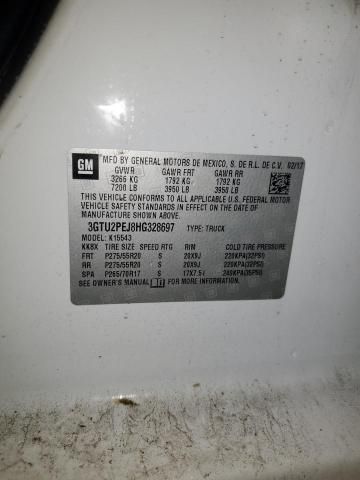 GM
MFD BY GENERAL MOTORS DE MEXICO, S. DE R.L. DE C.V. 02/17
GVWR GAWR FRT GAWR RR
3266 KG 1792 KG 1792 KG
7200 LB 3950 LB 3950 LB
THIS VEHICLE CONFORMS TO ALL APPLICABLE U.S. FEDERAL MOTOR
VEHICLE SAFETY AND THEFT PREVENTION STANDARDS IN EFFECT ON THE
DATE OF MANUFACTURE SHOWN ABOVE.
3GTU2PEJ8HG328697 TYPE: TRUCK
MODEL: K15543
KK8X TIRE SIZE SPEED RTG RIM COLD TIRE PRESSURE
FRT P275/55R20 S 20X9J 220KPA(32PSI)
RR P275/55R20 S 20X9J 220KPA(32PSI)
SPA P265/70R17 S 17X7.5J 240KPA(35PSI)
SEE OWNER'S MANUAL FOR MORE INFORMATION.